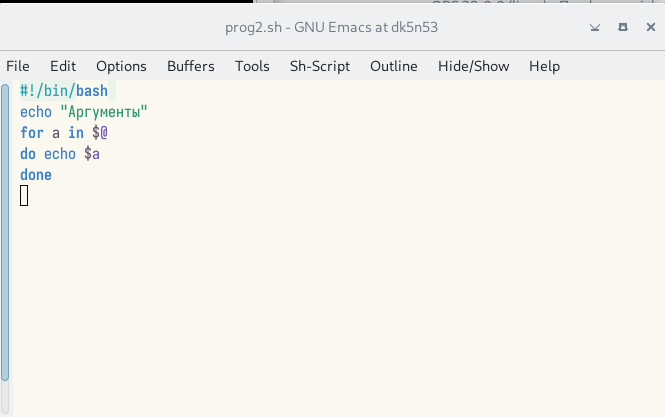 prog2.sh - GNU Emacs at dk5n53
File Edit Options Buffers Tools Sh-Script Outline Hide/Show Help
#!/bin/bash
echo "Аргументы"
for a in $@
do echo $a
done